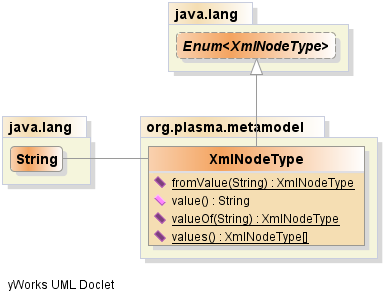 java.lang
Enum<XmlNodeType>
java.lang
String
org.plasma.metamodel
XmlNodeType
fromValue(String) : XmlNodeType
value() : String
valueOf(String) : XmlNodeType
values() : XmlNodeType[]
yWorks UML Doclet